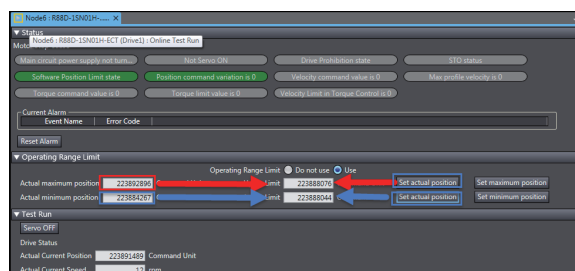 Node6 : R88D-1SN01H-...... ×
▼ Status
Node6 : R88D-1SN01H-ECT (Drive1) : Online Test Run
Main circuit power supply not turn... Not Servo ON Drive Prohibition state STO status
Software Position Limit state Position command variation is 0 Velocity command value is 0 Max profile velocity is 0
Torque command value is 0 Torque limit value is 0 Velocity Limit in Torque Control is 0
Current Alarm
Event Name Error Code
Reset Alarm
▼ Operating Range Limit
Operating Range Limit Do not use Use
Actual maximum position 223892896 Limit 223888076 Set actual position Set maximum position
Actual minimum position 223884267 Limit 223888044 Set actual position Set minimum position
▼ Test Run
Servo OFF
Drive Status
Actual Current Position 223891489 Command Unit
Actual Current Speed 12 rpm